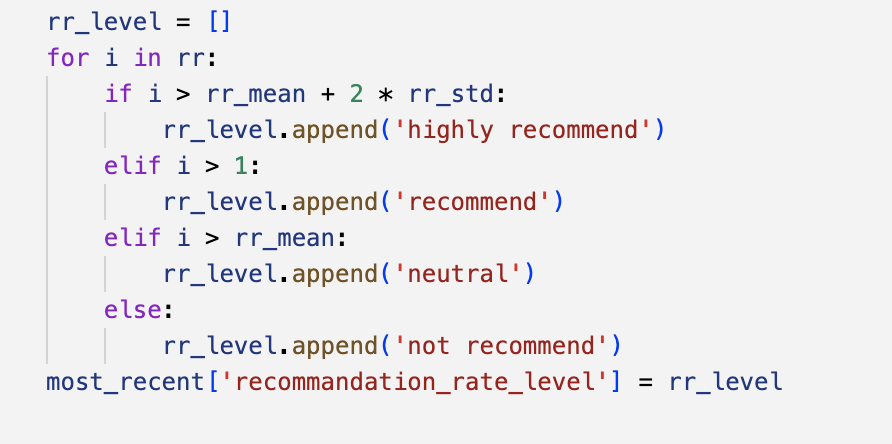 rr_level = []
for i in rr:
    if i > rr_mean + 2 * rr_std:
        rr_level.append('highly recommend')
    elif i > 1:
        rr_level.append('recommend')
    elif i > rr_mean:
        rr_level.append('neutral')
    else:
        rr_level.append('not recommend')
most_recent['recommandation_rate_level'] = rr_level